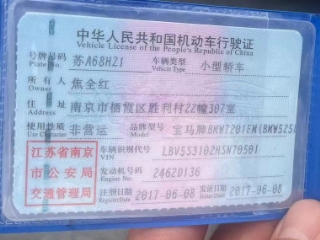 中华人民共和国机动车行驶证
Vehicle License of the People's Republic of China
号牌号码 苏A68H21 车辆类型 小型轿车
Plate No. Vehicle Type
所有人 焦全红
Owner
住址 南京市栖霞区胜利村22幢307室
Address
使用性质 非营运 品牌型号 宝马牌BMW7201EM(BMW525
Use Character
江苏省南京 车辆识别代号 LBV5S3102HSN70501
VIN
市公安局 发动机号码 2462D136
Engine No.
交通管理局 注册日期 2017-06-08 发证日期 2017-06-08
Register Date Issue Date